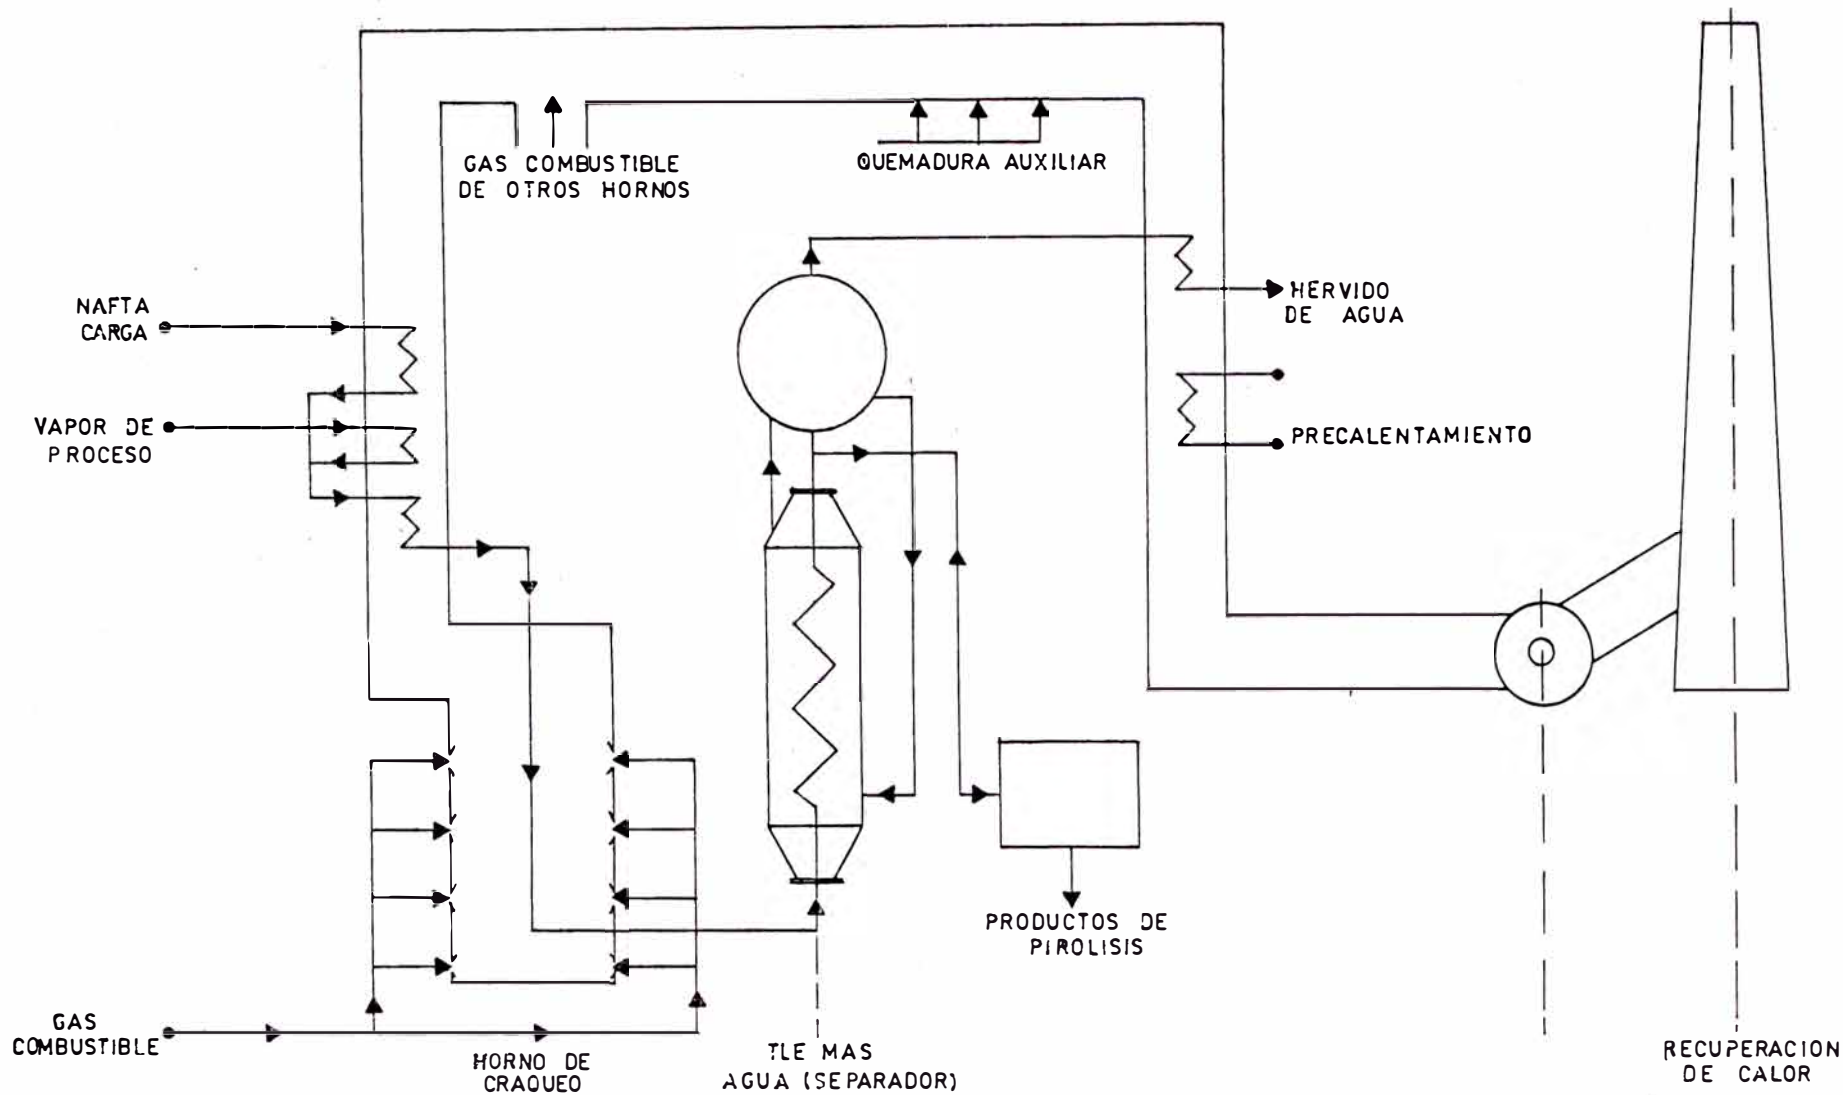 GAS COMBUSTIBLE
DE OTROS HORNOS
QUEMADURA AUXILIAR
NAFTA
CARGA
HERVIDO
DE AGUA
VAPOR DE
PROCESO
PRECALENTAMIENTO
PRODUCTOS DE
PIROLISIS
GAS
COMBUSTIBLE
HORNO DE
CRAQUEO
TLE MAS
AGUA (SEPARADOR)
RECUPERACION
DE CALOR